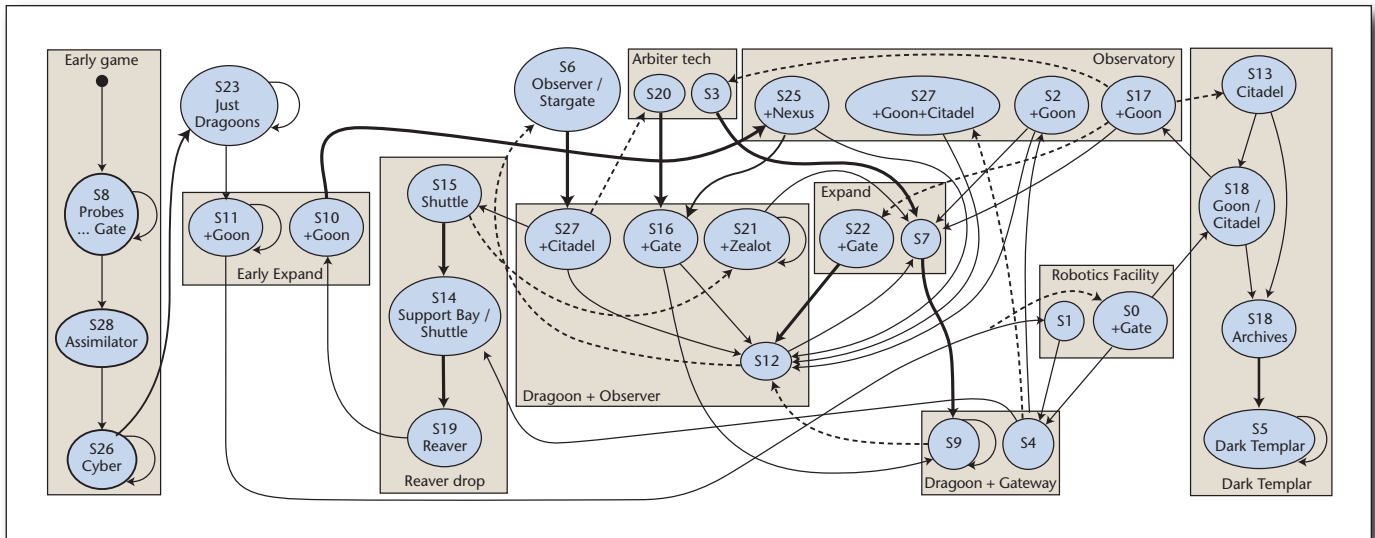 Early game
S8
Probes
... Gate
S28
Assimilator
S26
Cyber
S23
Just
Dragoons
S11
+Goon
S10
+Goon
Early Expand
S15
Shuttle
S14
Support Bay /
Shuttle
S19
Reaver
Reaver drop
S6
Observer /
Stargate
Arbiter tech
S20
S3
S27
+Citadel
S16
+Gate
S21
+Zealot
S12
Dragoon + Observer
Observatory
S25
+Nexus
S27
+Goon+Citadel
S2
+Goon
S17
+Goon
Expand
S22
+Gate
S7
Robotics Facility
S1
S0
+Gate
S9
S4
Dragoon + Gateway
S13
Citadel
S18
Goon /
Citadel
S18
Archives
S5
Dark Templar
Dark Templar